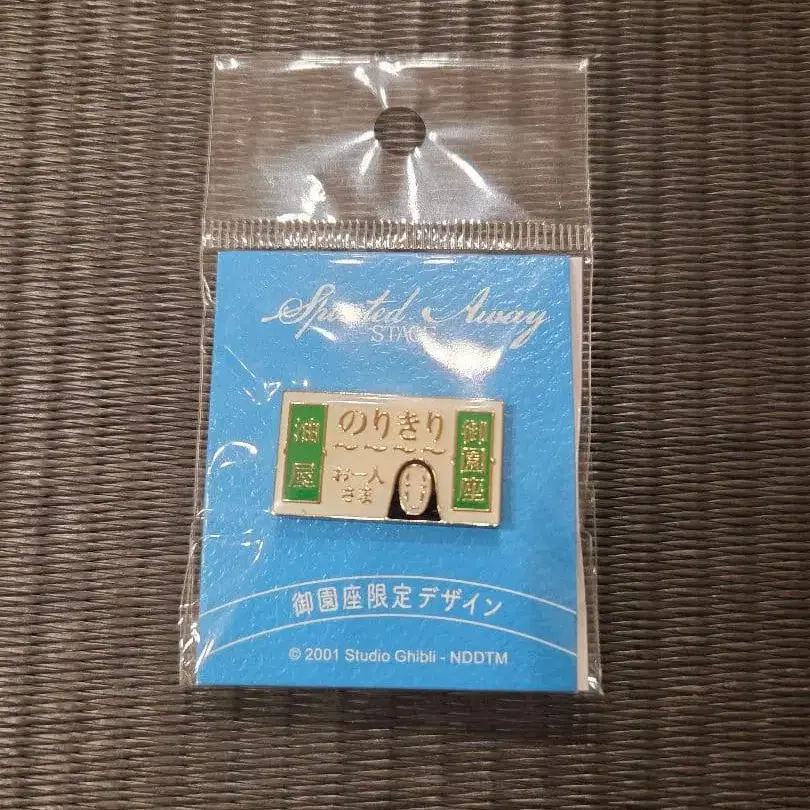 Spirited Away
STAGE
油屋
のりきり
お一人
さま
御園座
御園座限定デザイン
© 2001 Studio Ghibli - NDDTM